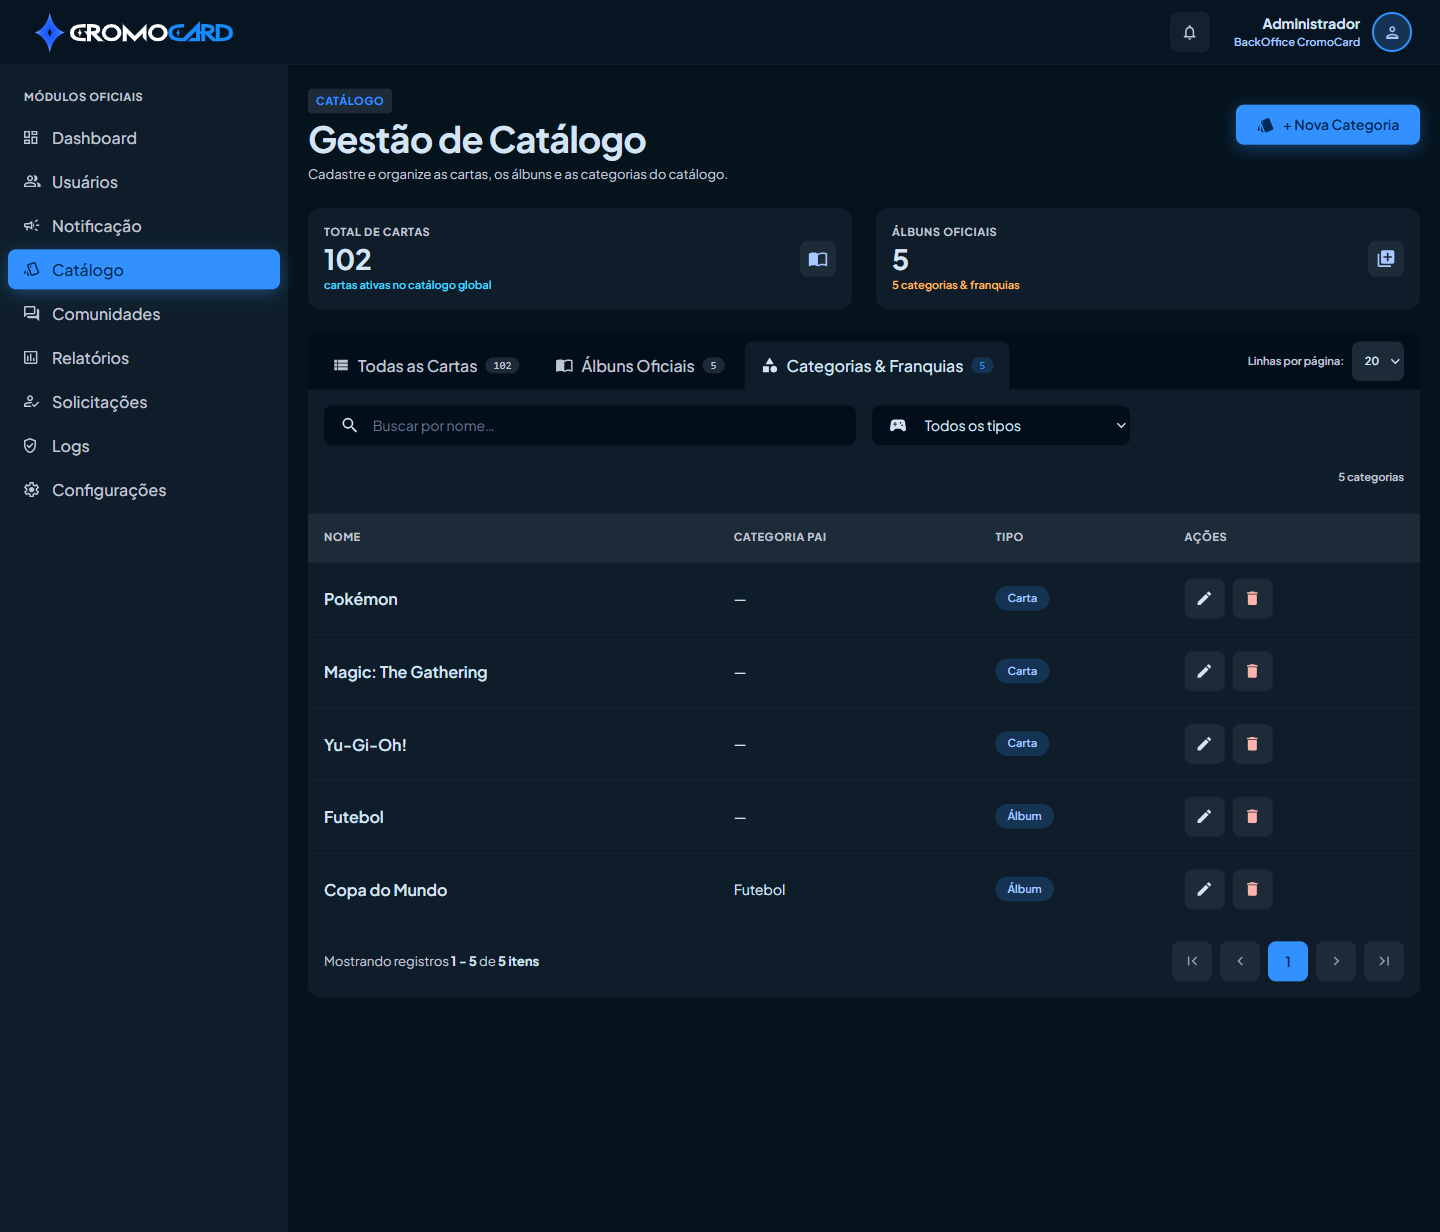 CROMOCARD
Administrador
BackOffice CromoCard
MÓDULOS OFICIAIS
Dashboard
Usuários
Notificação
Catálogo
Comunidades
Relatórios
Solicitações
Logs
Configurações
CATÁLOGO
Gestão de Catálogo
Cadastre e organize as cartas, os álbuns e as categorias do catálogo.
+ Nova Categoria
TOTAL DE CARTAS
102
cartas ativas no catálogo global
ÁLBUNS OFICIAIS
5
5 categorias & franquias
Todas as Cartas 102
Álbuns Oficiais 5
Categorias & Franquias 5
Linhas por página: 20
Buscar por nome...
Todos os tipos
5 categorias
NOME CATEGORIA PAI TIPO AÇÕES
Pokémon — Carta
Magic: The Gathering — Carta
Yu-Gi-Oh! — Carta
Futebol — Álbum
Copa do Mundo Futebol Álbum
Mostrando registros 1 - 5 de 5 itens
1